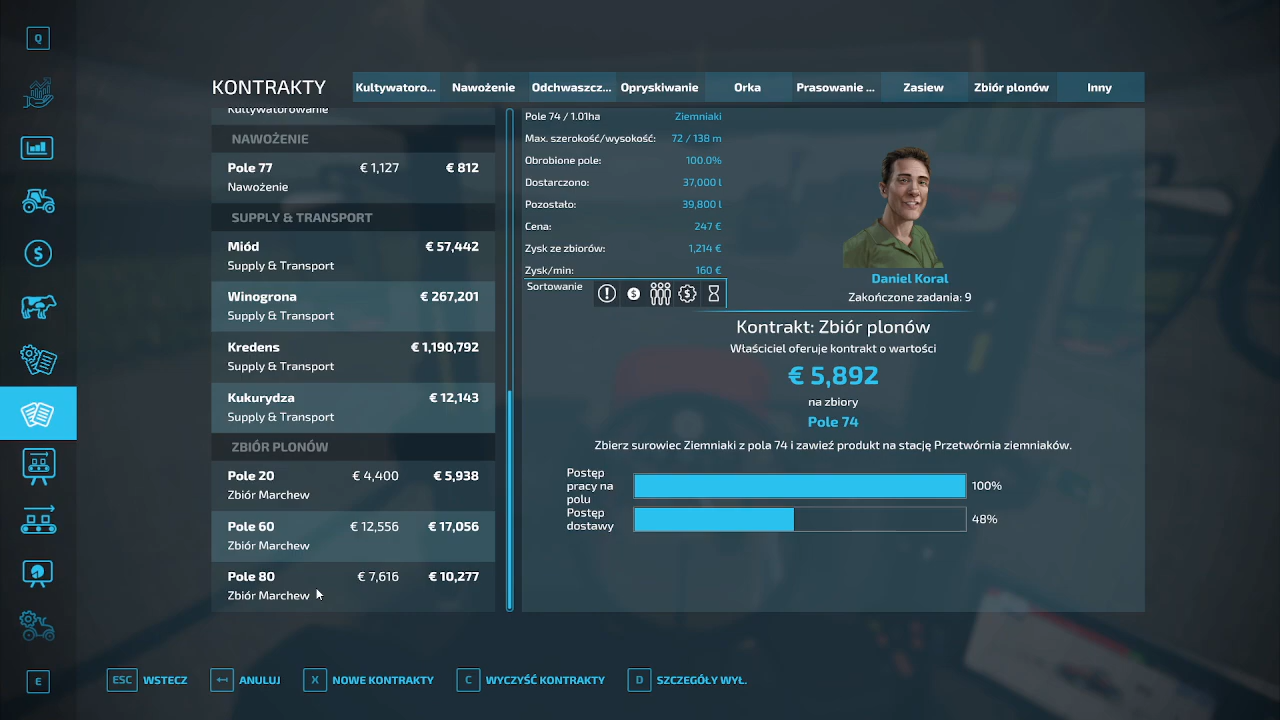 Q
KONTRAKTY
Kultywatoro...
Nawożenie
Odchwaszcz...
Opryskiwanie
Orka
Prasowanie ...
Zasiew
Zbiór plonów
Inny
Kultywatorowanie
NAWOŻENIE
Pole 77 € 1,127 € 812
Nawożenie
SUPPLY & TRANSPORT
Miód € 57,442
Supply & Transport
Winogrona € 267,201
Supply & Transport
Kredens € 1,190,792
Supply & Transport
Kukurydza € 12,143
Supply & Transport
ZBIÓR PLONÓW
Pole 20 € 4,400 € 5,938
Zbiór Marchew
Pole 60 € 12,556 € 17,056
Zbiór Marchew
Pole 80 € 7,616 € 10,277
Zbiór Marchew
Pole 74 / 1.01ha Ziemniaki
Max. szerokość/wysokość: 72 / 138 m
Obrobione pole: 100.0%
Dostarczono: 37,000 l
Pozostało: 39,800 l
Cena: 247 €
Zysk ze zbiorów: 1,214 €
Zysk/min: 160 €
Sortowanie
Daniel Koral
Zakończone zadania: 9
Kontrakt: Zbiór plonów
Właściciel oferuje kontrakt o wartości
€ 5,892
na zbiory
Pole 74
Zbierz surowiec Ziemniaki z pola 74 i zawieź produkt na stację Przetwórnia ziemniaków.
Postęp
pracy na
polu
100%
Postęp
dostawy
48%
E
ESC WSTECZ
ANULUJ
X NOWE KONTRAKTY
C WYCZYŚĆ KONTRAKTY
D SZCZEGÓŁY WYŁ.